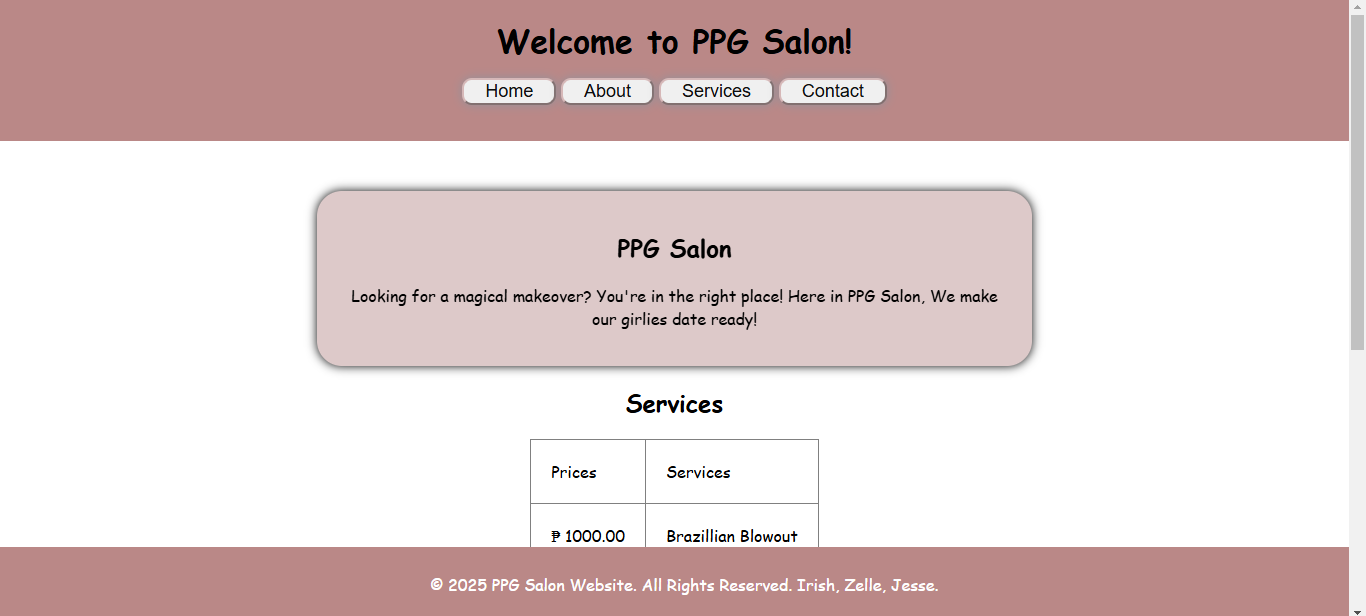 Welcome to PPG Salon!
Home About Services Contact
PPG Salon
Looking for a magical makeover? You're in the right place! Here in PPG Salon, We make
our girlies date ready!
Services
Prices Services
₱ 1000.00 Brazillian Blowout
© 2025 PPG Salon Website. All Rights Reserved. Irish, Zelle, Jesse.